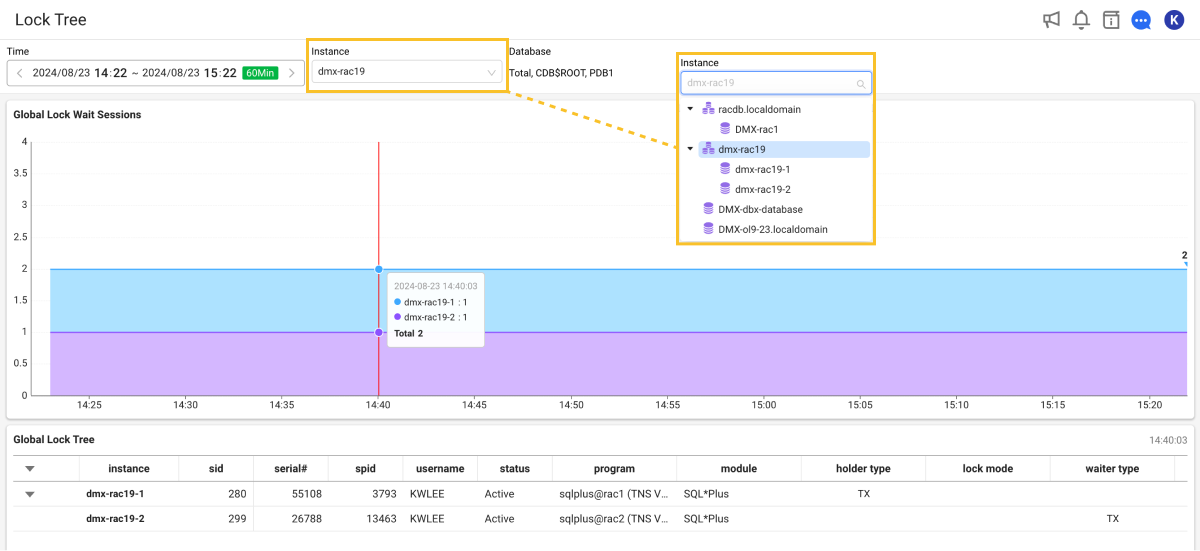 Lock Tree
K
Time
2024/08/23 14:22 ~ 2024/08/23 15:22 60Min
Instance
dmx-rac19
Database
Total, CDB$ROOT, PDB1
Instance
dmx-rac19
racdb.localdomain
DMX-rac1
dmx-rac19
dmx-rac19-1
dmx-rac19-2
DMX-dbx-database
DMX-ol9-23.localdomain
Global Lock Wait Sessions
4
3.5
3
2.5
2
1.5
1
0.5
0
2
2024-08-23 14:40:03
dmx-rac19-1 : 1
dmx-rac19-2 : 1
Total 2
14:25 14:30 14:35 14:40 14:45 14:50 14:55 15:00 15:05 15:10 15:15 15:20
Global Lock Tree 14:40:03
instance sid serial# spid username status program module holder type lock mode waiter type
dmx-rac19-1 280 55108 3793 KWLEE Active sqlplus@rac1 (TNS V... SQL*Plus TX
dmx-rac19-2 299 26788 13463 KWLEE Active sqlplus@rac2 (TNS V... SQL*Plus TX